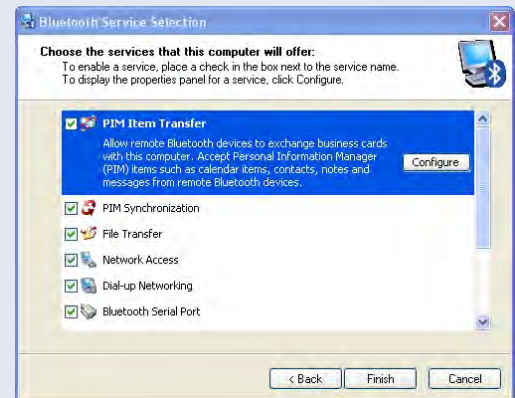 Bluetooth Service Selection
Choose the services that this computer will offer:
To enable a service, place a check in the box next to the service name.
To display the properties panel for a service, click Configure.
PIM Item Transfer
Allow remote Bluetooth devices to exchange business cards
with this computer. Accept Personal Information Manager
(PIM) items such as calendar items, contacts, notes and
messages from remote Bluetooth devices.
Configure
PIM Synchronization
File Transfer
Network Access
Dial-up Networking
Bluetooth Serial Port
< Back
Finish
Cancel